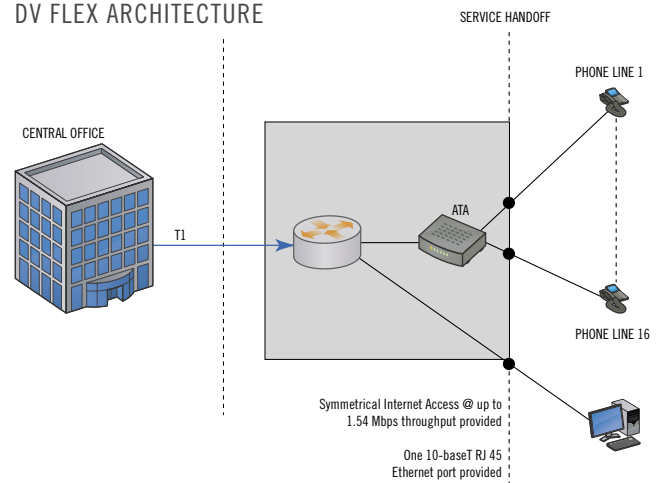 DV FLEX ARCHITECTURE
SERVICE HANDOFF
PHONE LINE 1
CENTRAL OFFICE
ATA
T1
PHONE LINE 16
Symmetrical Internet Access @ up to
1.54 Mbps throughput provided
One 10-baseT RJ 45
Ethernet port provided